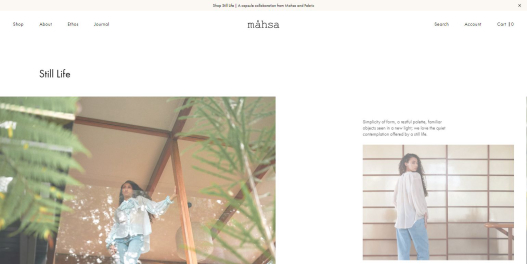 Shop Still Life | A capsule collaboration from Mahsa and Fabrik
Shop About Ethos Journal
måhsa
Search Account Cart
Still Life
Simplicity of form, a restful palette, familiar
objects seen in a new light; we love the quiet
contemplation offered by a still life.